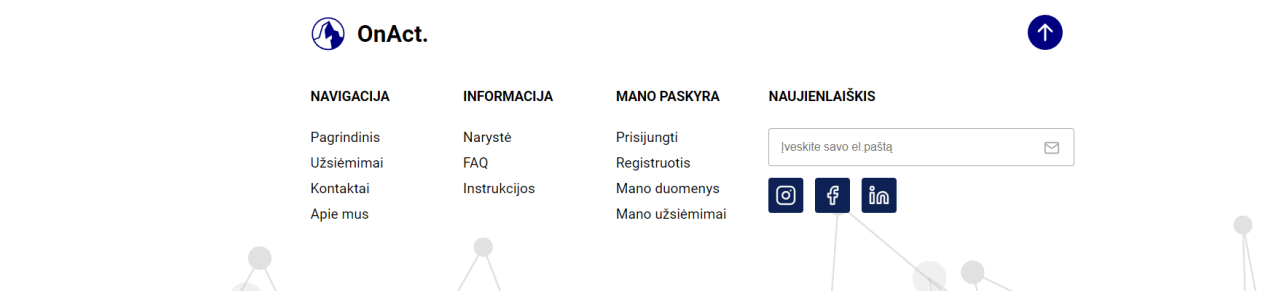 OnAct.
NAVIGACIJA
Pagrindinis
Užsiėmimai
Kontaktai
Apie mus
INFORMACIJA
Narystė
FAQ
Instrukcijos
MANO PASKYRA
Prisijungti
Registruotis
Mano duomenys
Mano užsiėmimai
NAUJIENLAIŠKIS
Įveskite savo el.paštą